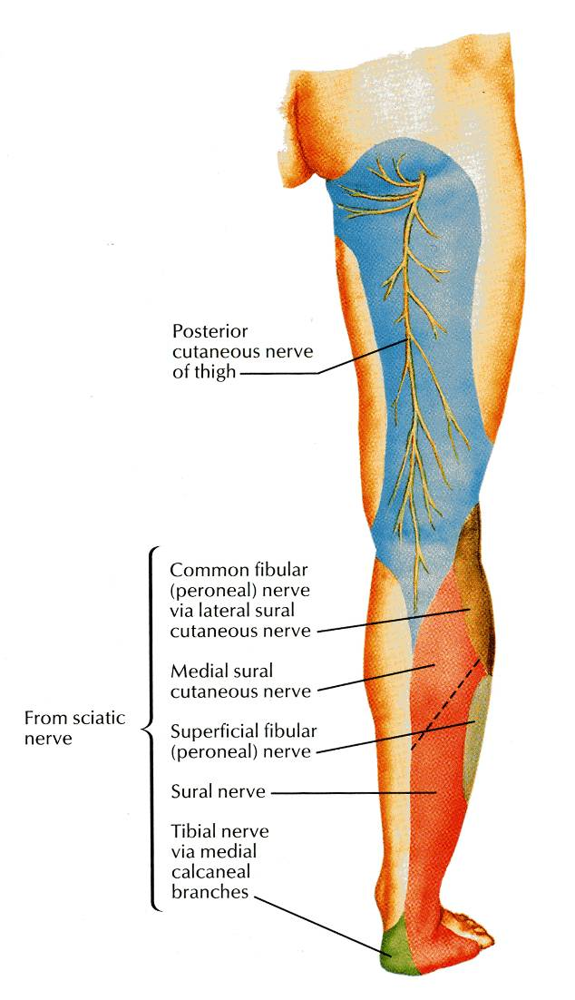 Posterior
cutaneous nerve
of thigh
Common fibular
(peroneal) nerve
via lateral sural
cutaneous nerve
Medial sural
cutaneous nerve
From sciatic
nerve
Superficial fibular
(peroneal) nerve
Sural nerve
Tibial nerve
via medial
calcaneal
branches